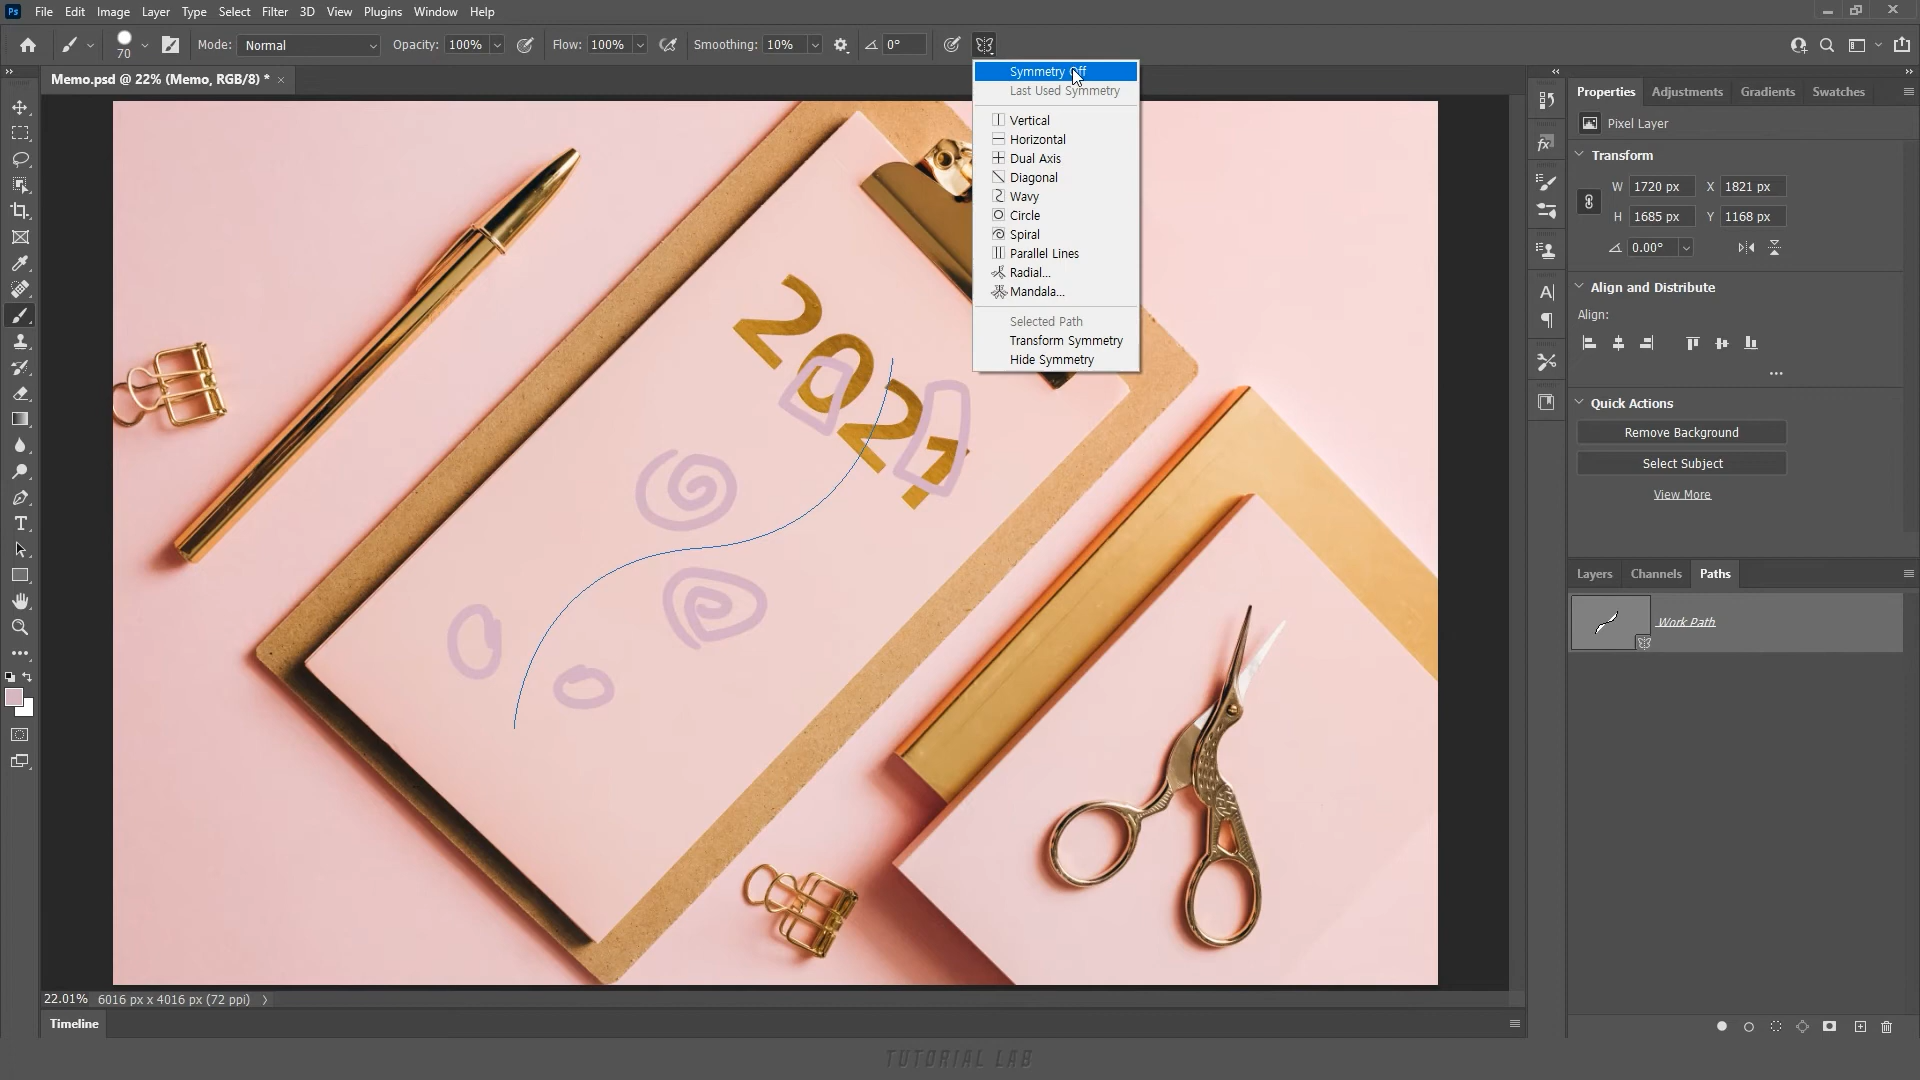 Ps File Edit Image Layer Type Select Filter 3D View Plugins Window Help
70 Mode: Normal Opacity: 100% Flow: 100% Smoothing: 10% 0°
Memo.psd @ 22% (Memo, RGB/8) * ×
Symmetry Off
Last Used Symmetry
Vertical
Horizontal
Dual Axis
Diagonal
Wavy
Circle
Spiral
Parallel Lines
Radial...
Mandala...
Selected Path
Transform Symmetry
Hide Symmetry
2021
Properties Adjustments Gradients Swatches
Pixel Layer
Transform
W 1720 px X 1821 px
H 1685 px Y 1168 px
0.00°
Align and Distribute
Align:
Quick Actions
Remove Background
Select Subject
View More
Layers Channels Paths
Work Path
22.01% 6016 px x 4016 px (72 ppi)
Timeline
TUTORIAL LAB